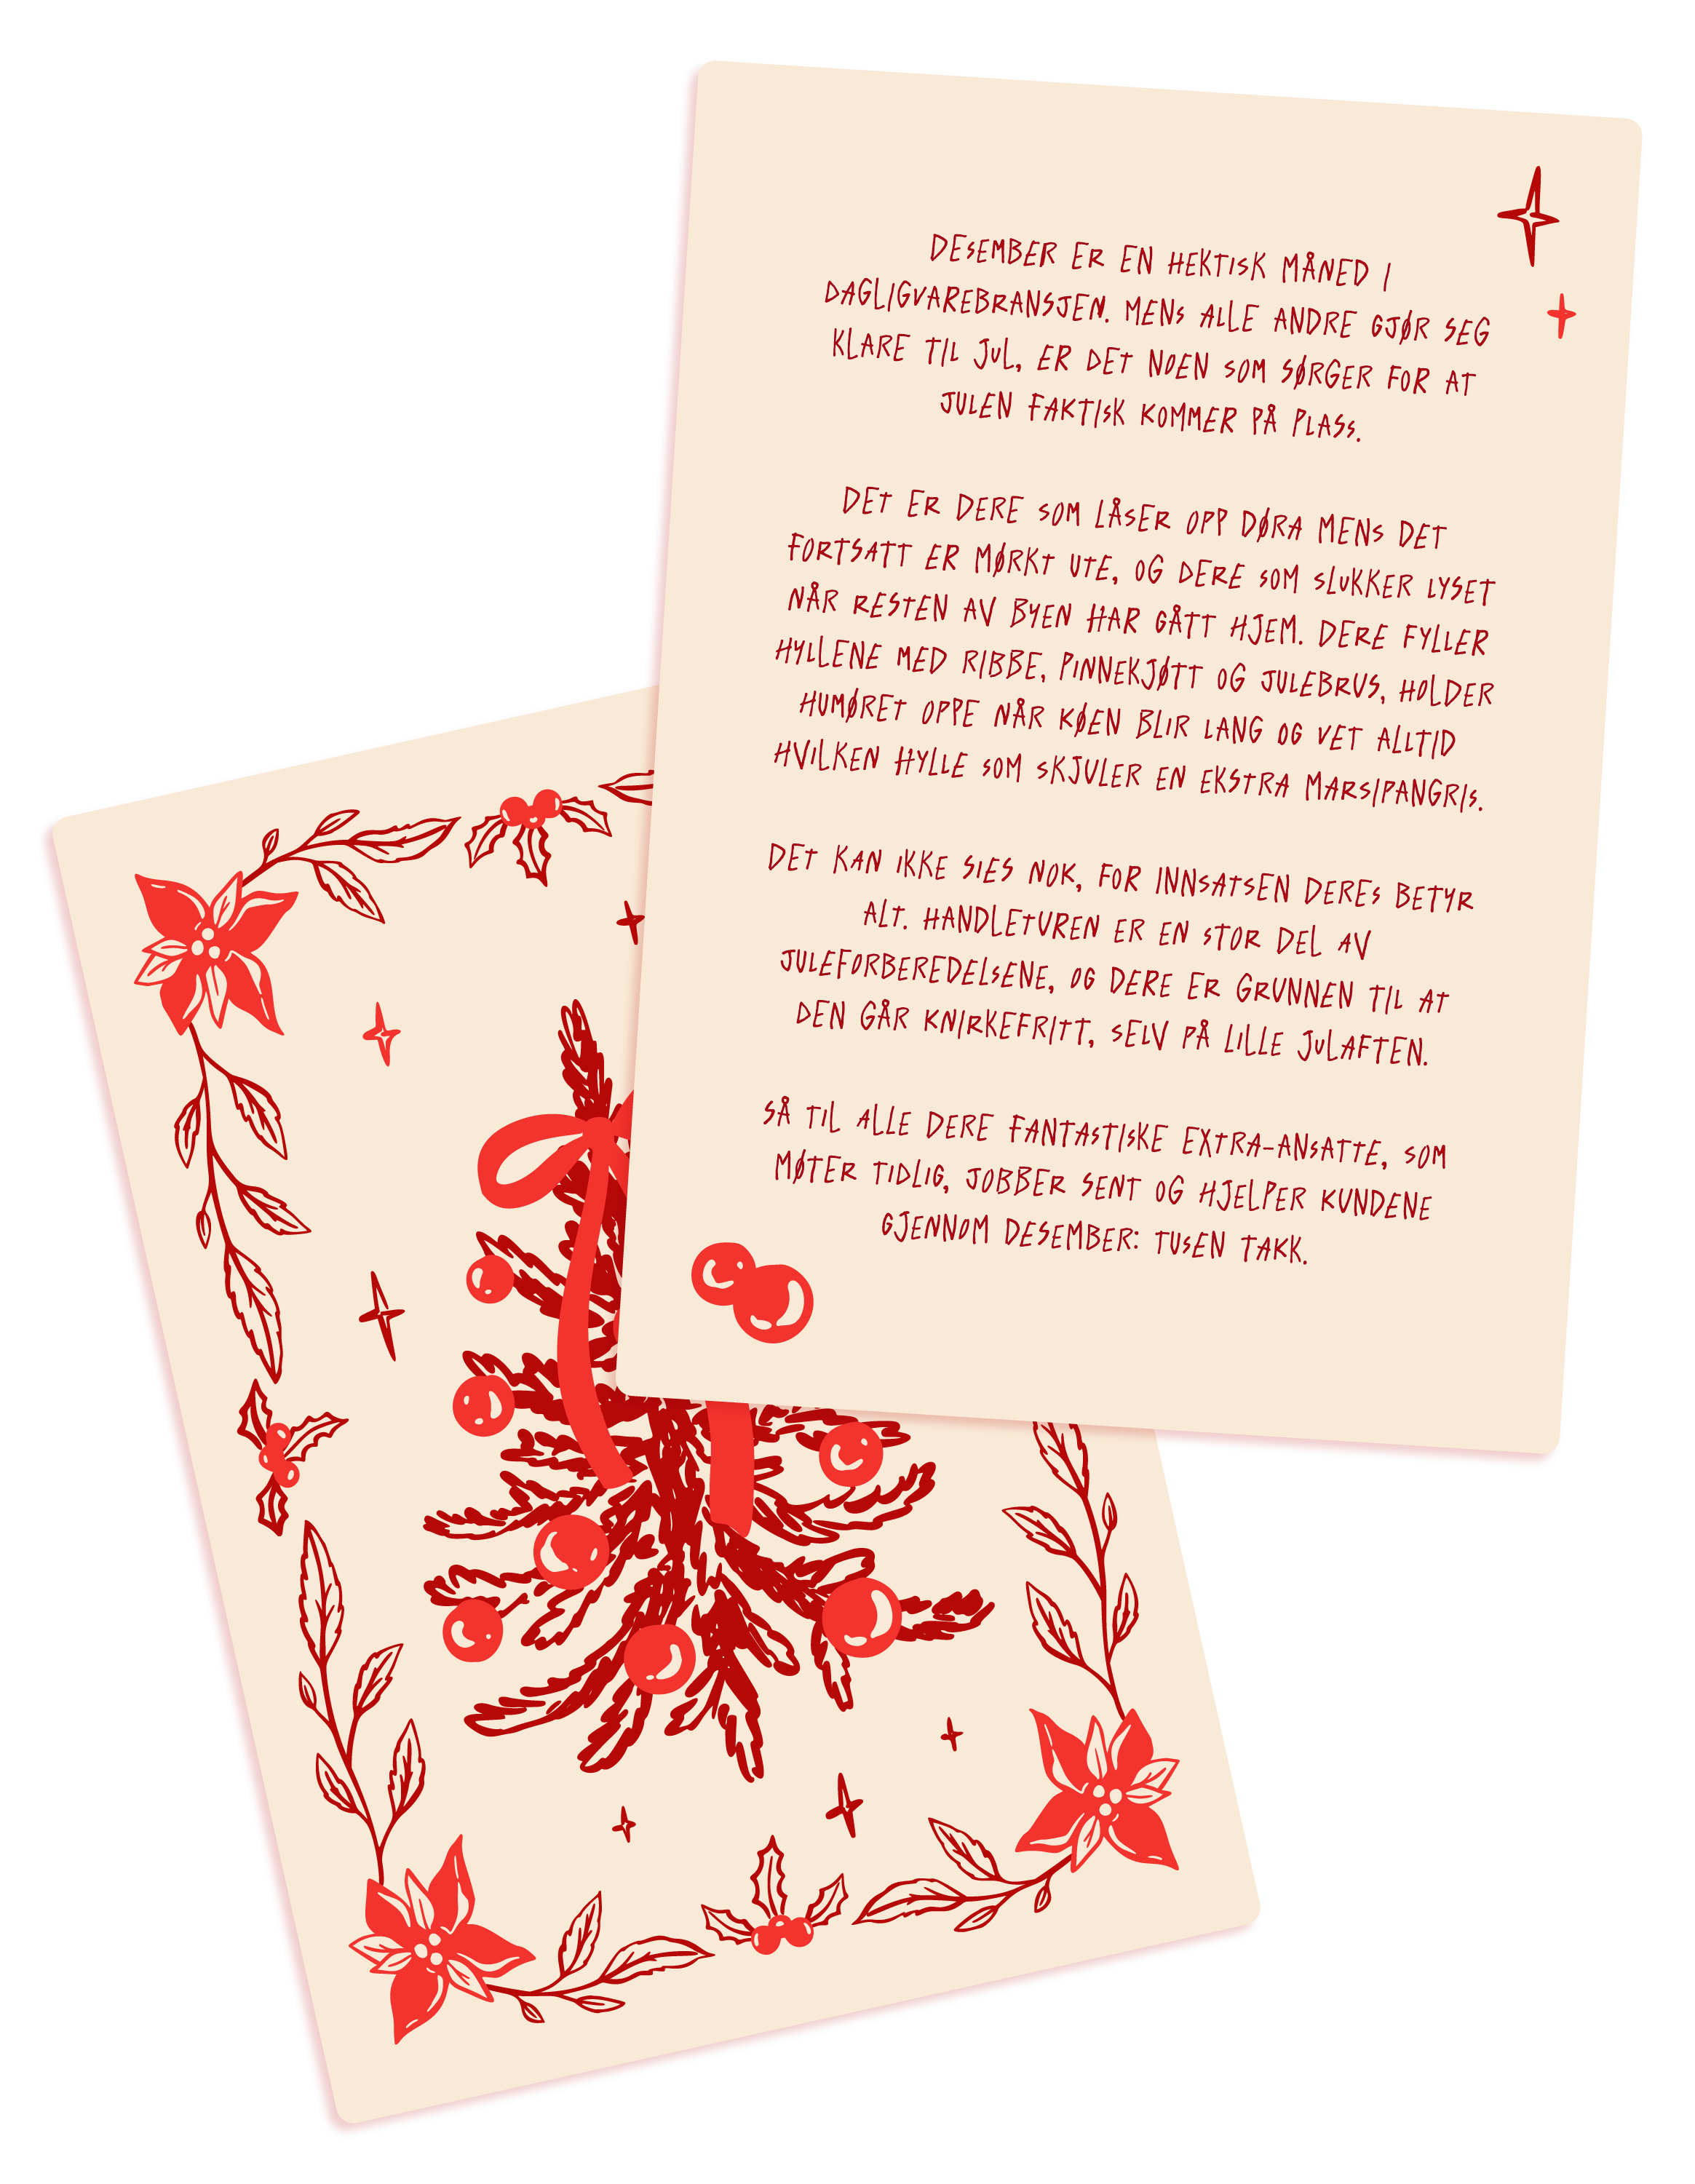 DESEMBER ER EN HEKTISK MÅNED I
DAGLIGVAREBRANSJEN. MENS ALLE ANDRE GJØR SEG
KLARE TIL JUL, ER DET NOEN SOM SØRGER FOR AT
JULEN FAKTISK KOMMER PÅ PLASS.
DET ER DERE SOM LÅSER OPP DØRA MENS DET
FORTSATT ER MØRKT UTE, OG DERE SOM SLUKKER LYSET
NÅR RESTEN AV BYEN HAR GÅTT HJEM. DERE FYLLER
HYLLENE MED RIBBE, PINNEKJØTT OG JULEBRUS, HOLDER
HUMØRET OPPE NÅR KØEN BLIR LANG OG VET ALLTID
HVILKEN HYLLE SOM SKJULER EN EKSTRA MARSIPANGRIS.
DET KAN IKKE SIES NOK, FOR INNSATSEN DERES BETYR
ALT. HANDLETUREN ER EN STOR DEL AV
JULEFORBEREDELSENE, OG DERE ER GRUNNEN TIL AT
DEN GÅR KNIRKEFRITT, SELV PÅ LILLE JULAFTEN.
SÅ TIL ALLE DERE FANTASTISKE EXTRA-ANSATTE, SOM
MØTER TIDLIG, JOBBER SENT OG HJELPER KUNDENE
GJENNOM DESEMBER: TUSEN TAKK.